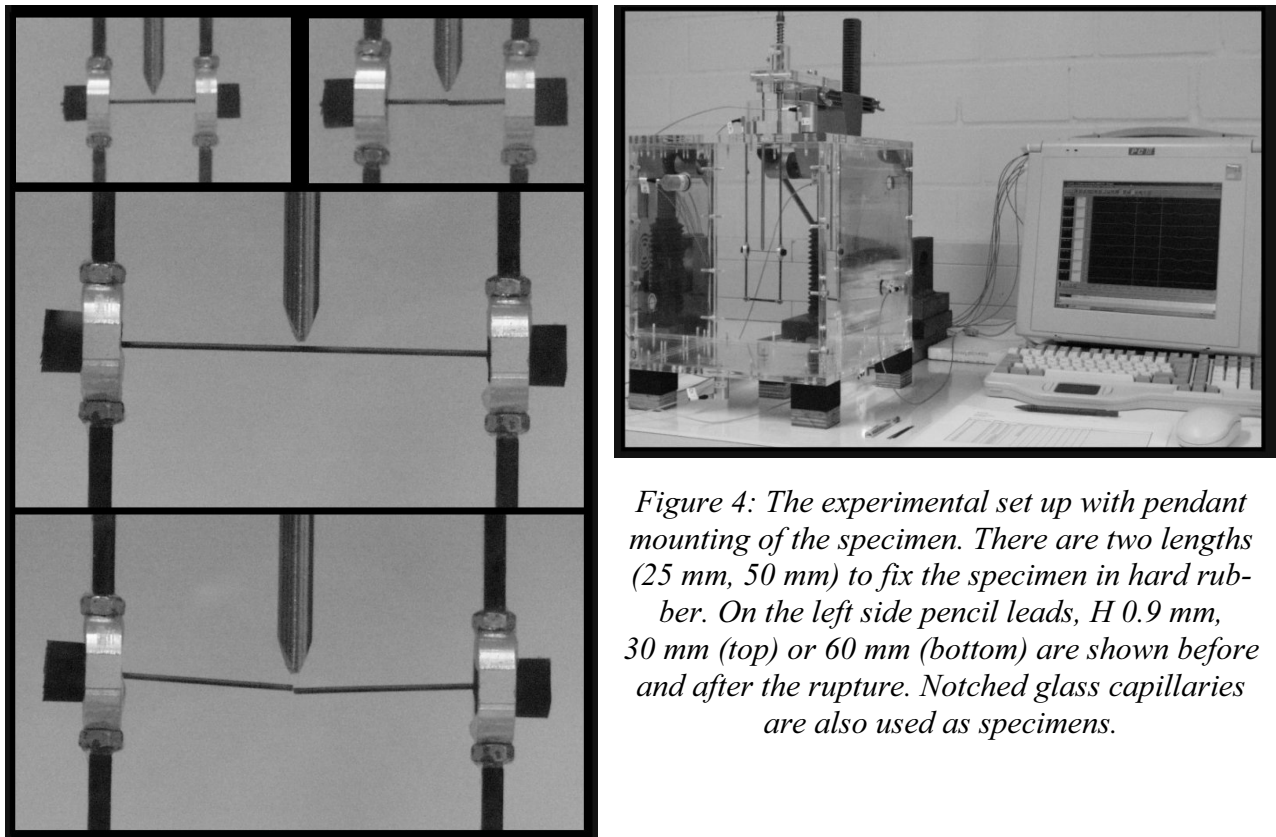 Figure 4: The experimental set up with pendant
mounting of the specimen. There are two lengths
(25 mm, 50 mm) to fix the specimen in hard rub-
ber. On the left side pencil leads, H 0.9 mm,
30 mm (top) or 60 mm (bottom) are shown before
and after the rupture. Notched glass capillaries
are also used as specimens.